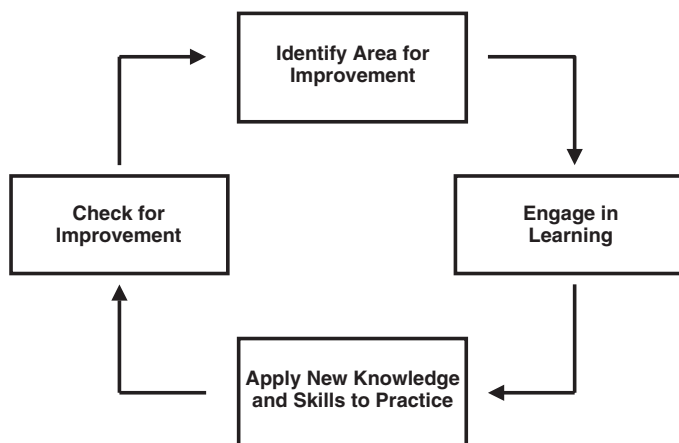 Identify Area for
Improvement
Engage in
Learning
Apply New Knowledge
and Skills to Practice
Check for
Improvement